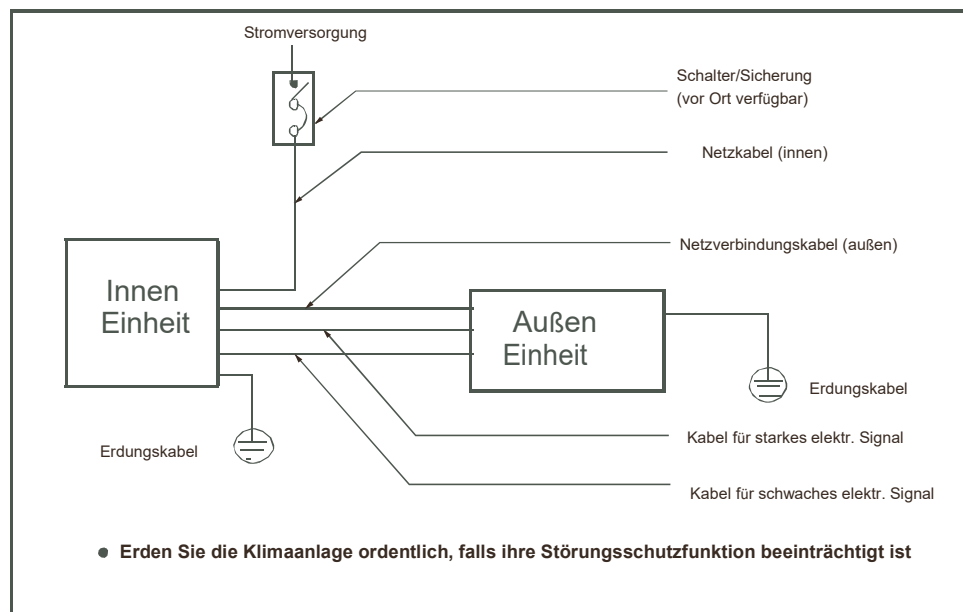 Stromversorgung
Schalter/Sicherung
(vor Ort verfügbar)
Netzkabel (innen)
Netzverbindungskabel (außen)
Innen
Einheit
Außen
Einheit
Erdungskabel
Erdungskabel
Kabel für starkes elektr. Signal
Kabel für schwaches elektr. Signal
● Erden Sie die Klimaanlage ordentlich, falls ihre Störungsschutzfunktion beeinträchtigt ist